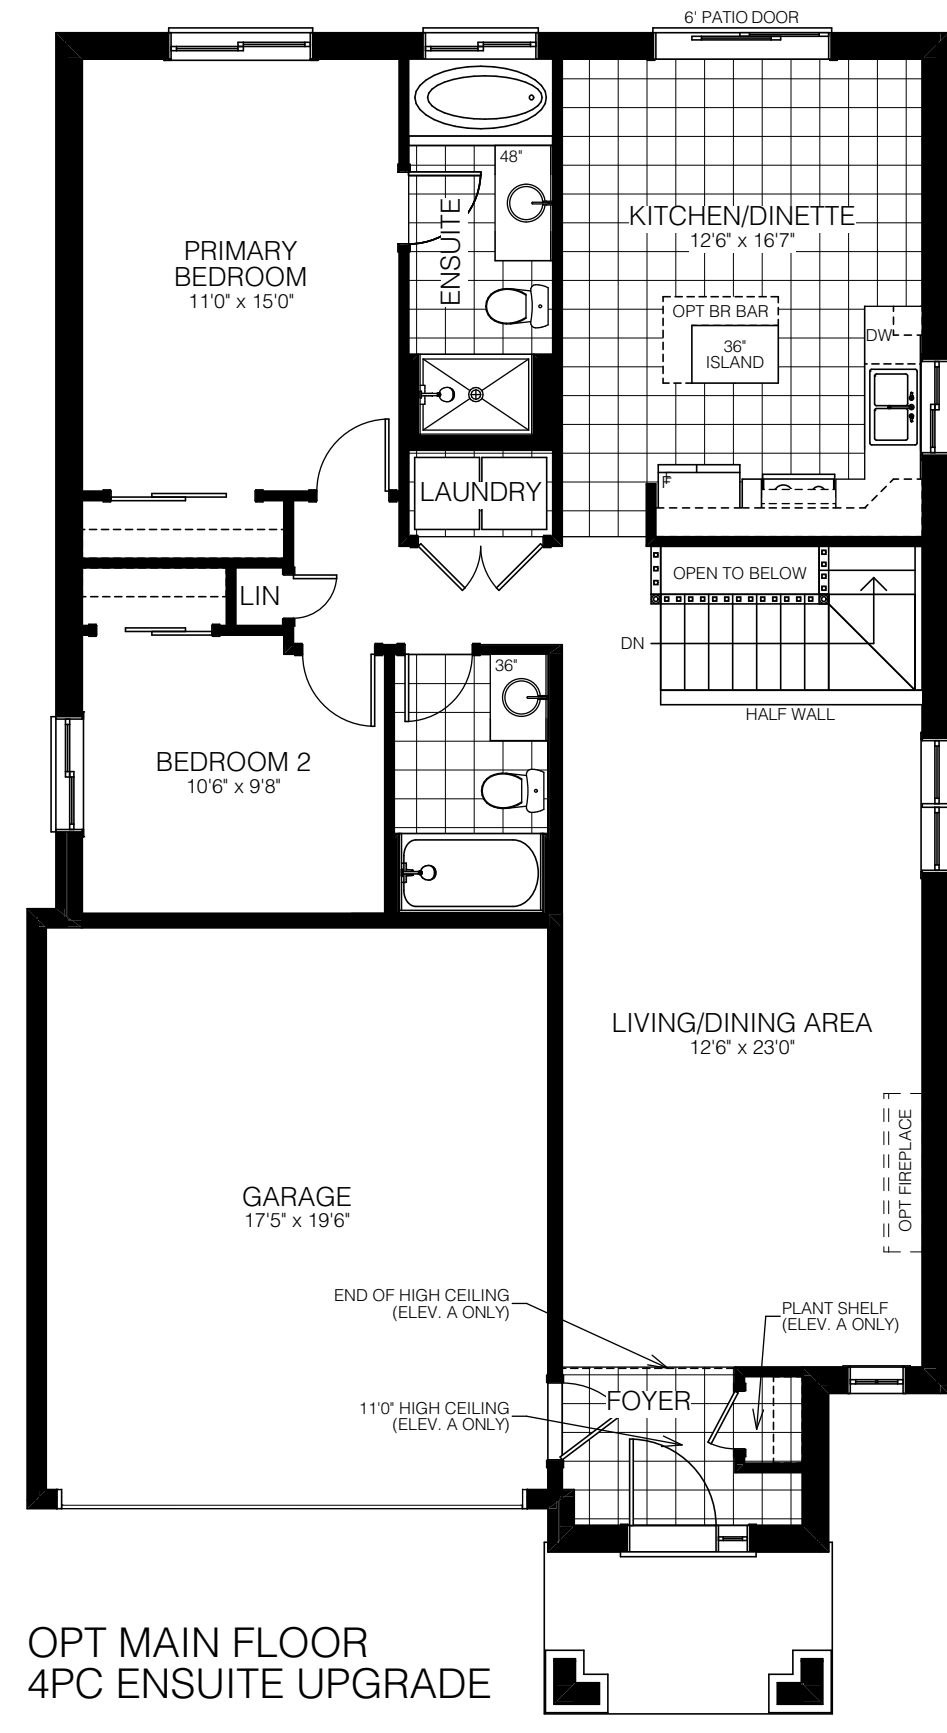 6' PATIO DOOR
48"
ENSUITE
KITCHEN/DINETTE
12'6" x 16'7"
PRIMARY
BEDROOM
11'0" x 15'0"
OPT BR BAR
36"
ISLAND
DW
F
LAUNDRY
OPEN TO BELOW
LIN
DN
36"
HALF WALL
BEDROOM 2
10'6" x 9'8"
LIVING/DINING AREA
12'6" x 23'0"
OPT FIREPLACE
GARAGE
17'5" x 19'6"
END OF HIGH CEILING
(ELEV. A ONLY)
PLANT SHELF
(ELEV. A ONLY)
FOYER
11'0" HIGH CEILING
(ELEV. A ONLY)
OPT MAIN FLOOR
4PC ENSUITE UPGRADE